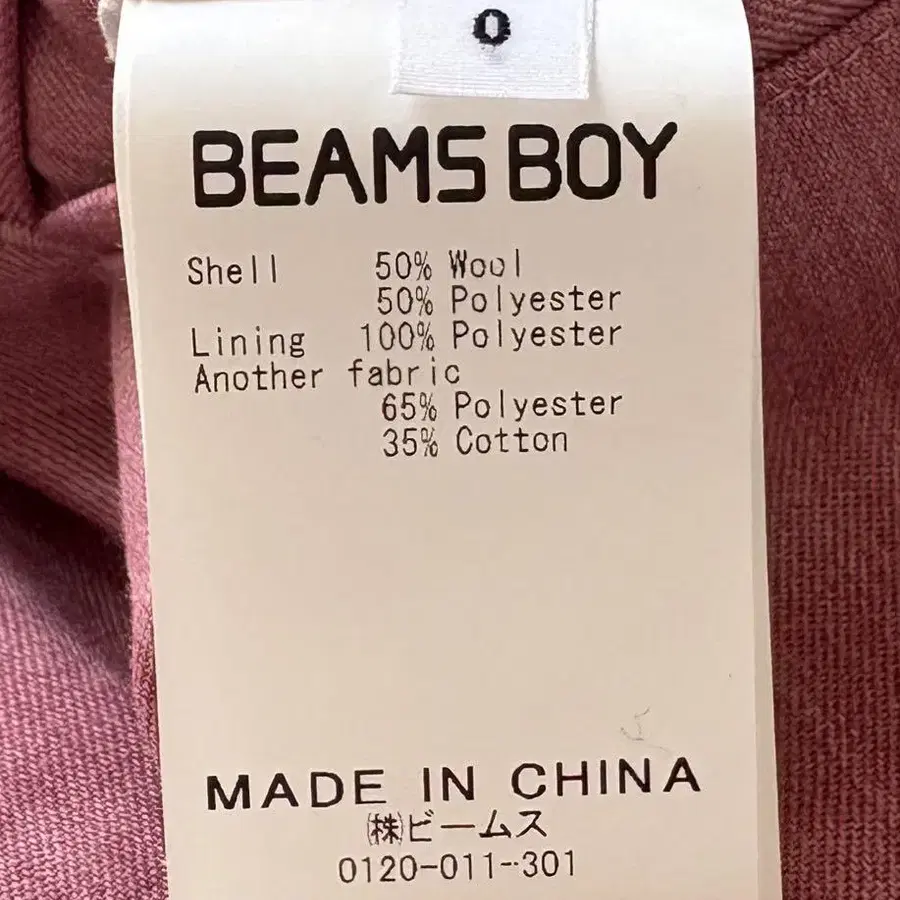 0
BEAMS BOY
Shell 50% Wool
50% Polyester
Lining 100% Polyester
Another fabric
65% Polyester
35% Cotton
MADE IN CHINA
㈱ビームス
0120-011-301